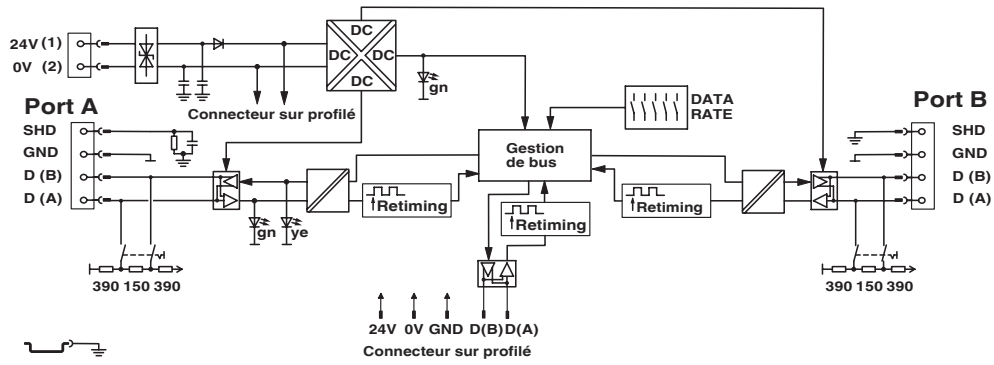 24V (1)
0V (2)
DC
DC DC
DC
gn
Connecteur sur profilé
DATA
RATE
Port A
Port B
SHD
GND
D (B)
D (A)
Gestion
de bus
SHD
GND
D (B)
D (A)
Retiming
Retiming
Retiming
gn
ye
390 150 390
390 150 390
24V 0V GND D(B) D(A)
Connecteur sur profilé